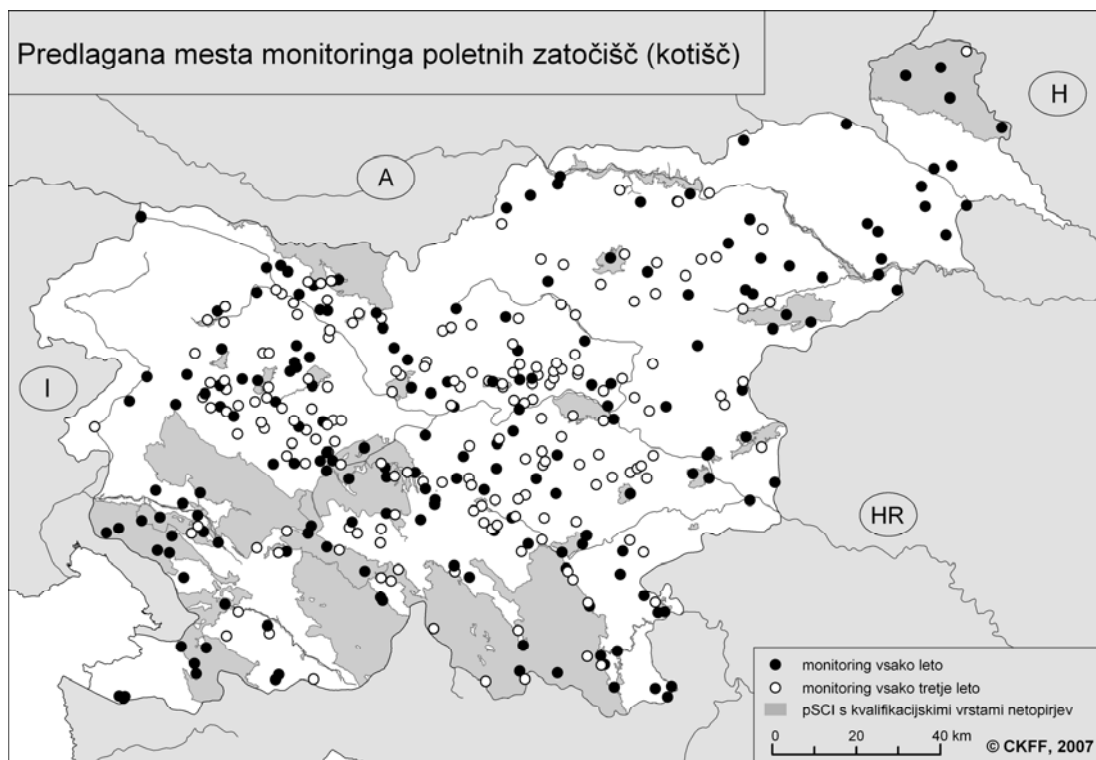 Predlagana mesta monitoringa poletnih zatočišč (kotišč)
H
A
I
HR
monitoring vsako leto
monitoring vsako tretje leto
pSCI s kvalifikacijskimi vrstami netopirjev
0 20 40 km
© CKFF, 2007